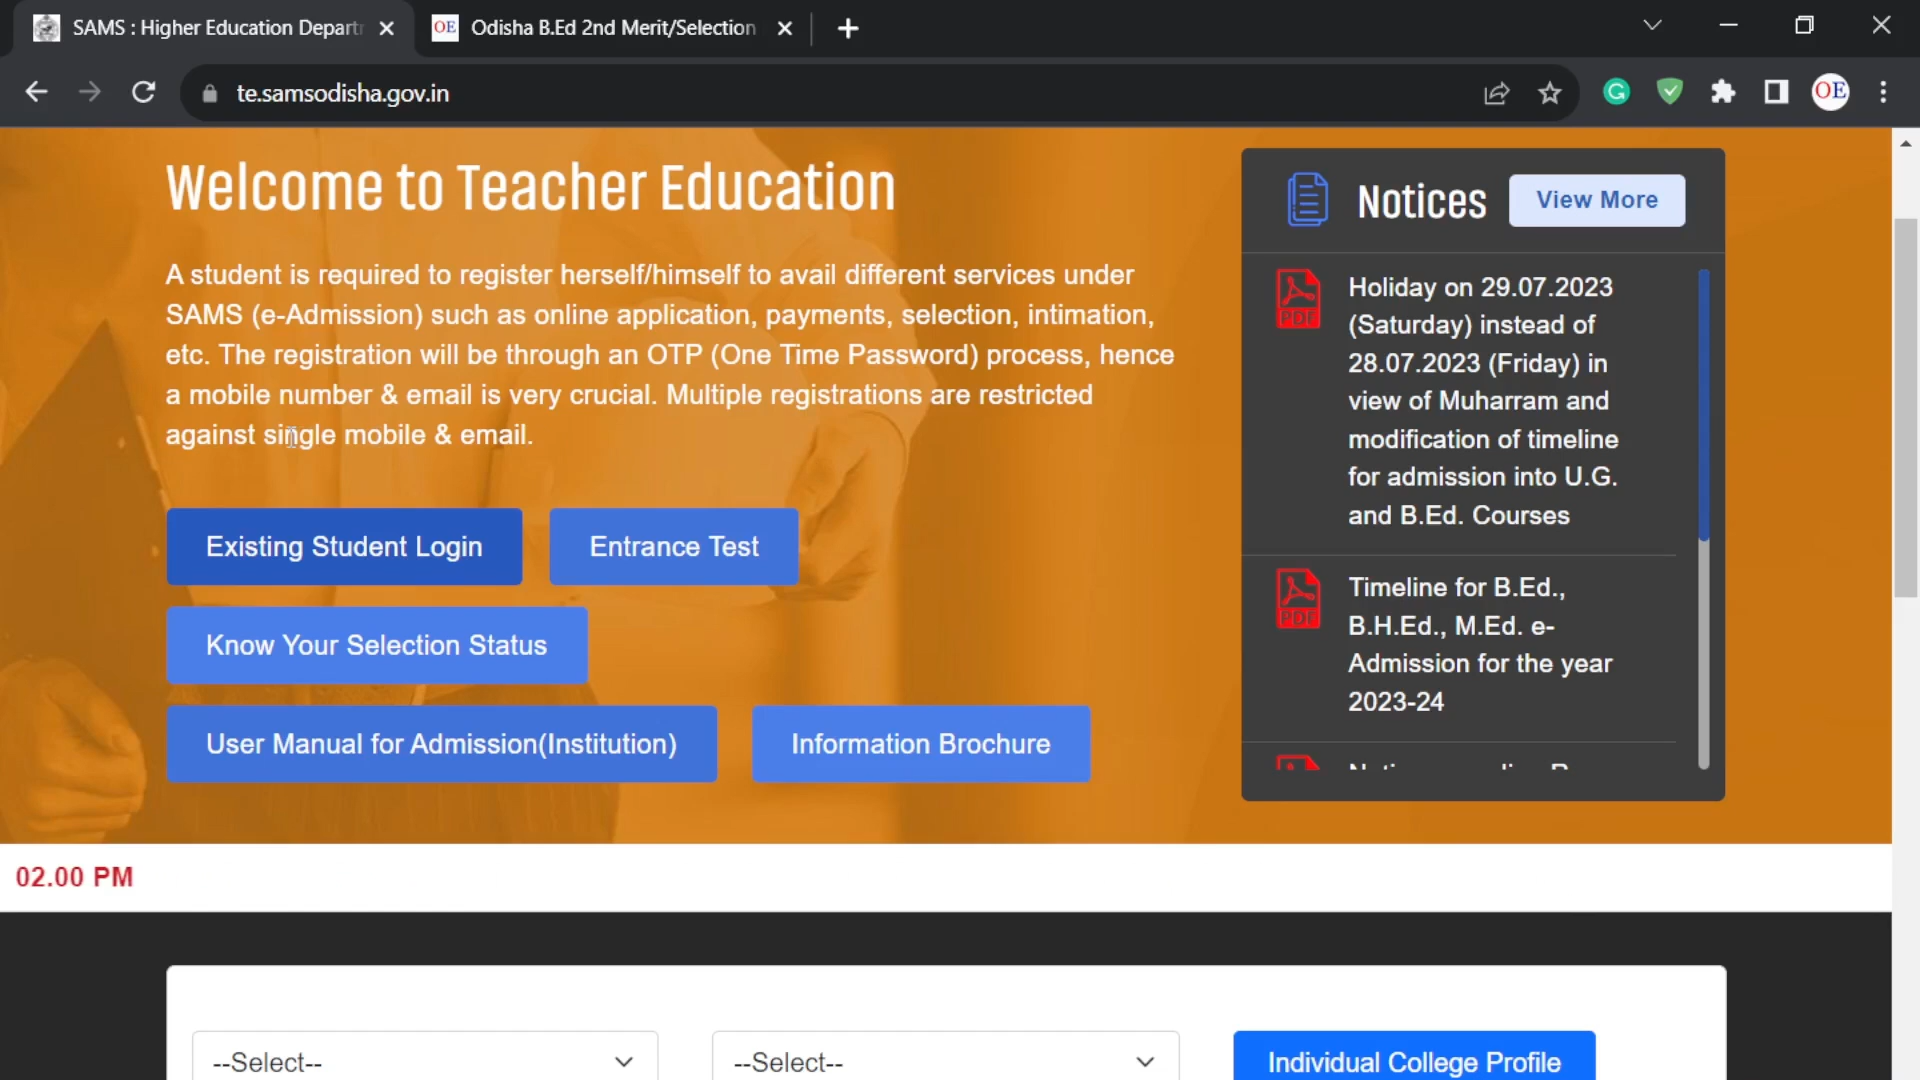 SAMS : Higher Education Depart
OE Odisha B.Ed 2nd Merit/Selection
te.samsodisha.gov.in
OE
Welcome to Teacher Education
A student is required to register herself/himself to avail different services under
SAMS (e-Admission) such as online application, payments, selection, intimation,
etc. The registration will be through an OTP (One Time Password) process, hence
a mobile number & email is very crucial. Multiple registrations are restricted
against single mobile & email.
Existing Student Login
Entrance Test
Know Your Selection Status
User Manual for Admission(Institution)
Information Brochure
Notices
View More
PDF
Holiday on 29.07.2023
(Saturday) instead of
28.07.2023 (Friday) in
view of Muharram and
modification of timeline
for admission into U.G.
and B.Ed. Courses
PDF
Timeline for B.Ed.,
B.H.Ed., M.Ed. e-
Admission for the year
2023-24
02.00 PM
--Select--
--Select--
Individual College Profile